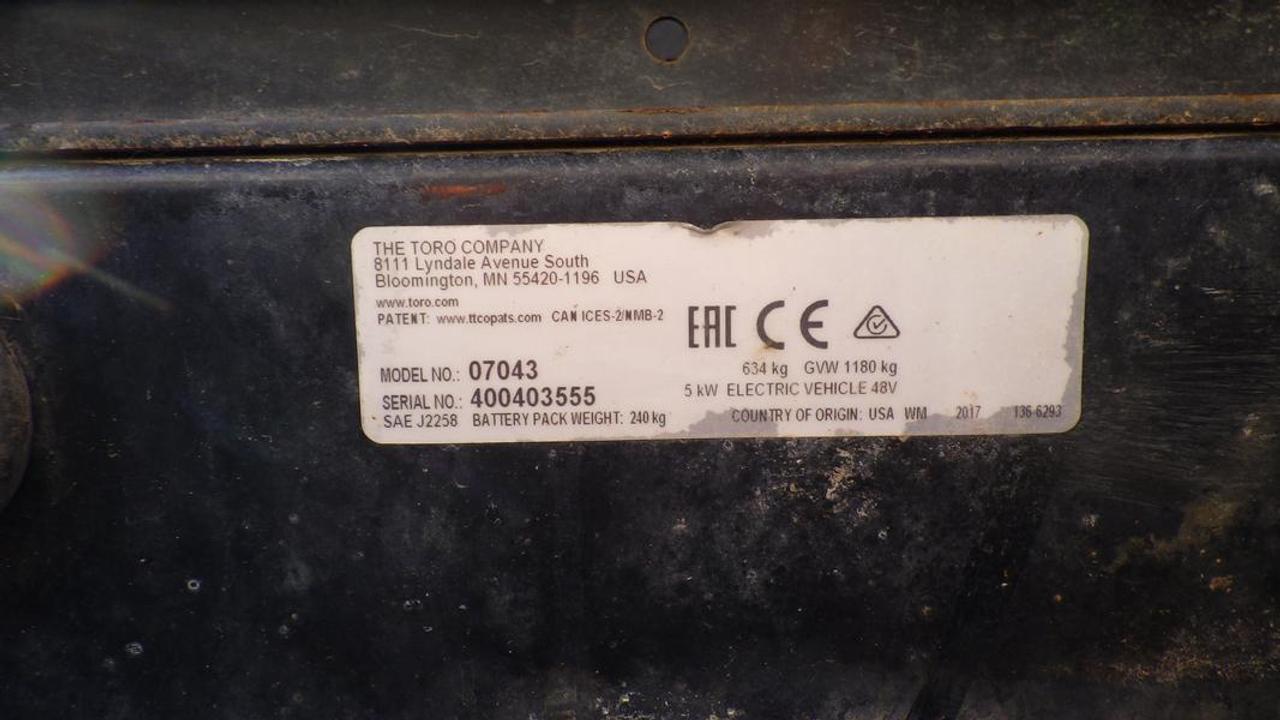 THE TORO COMPANY
8111 Lyndale Avenue South
Bloomington, MN 55420-1196 USA
www.toro.com
PATENT: www.ttcopats.com CAN ICES-2/NMB-2
EAC CE
MODEL NO.: 07043
634 kg GVW 1180 kg
SERIAL NO.: 400403555
5 kW ELECTRIC VEHICLE 48V
SAE J2258 BATTERY PACK WEIGHT: 240 kg
COUNTRY OF ORIGIN: USA WM 2017 136-6293